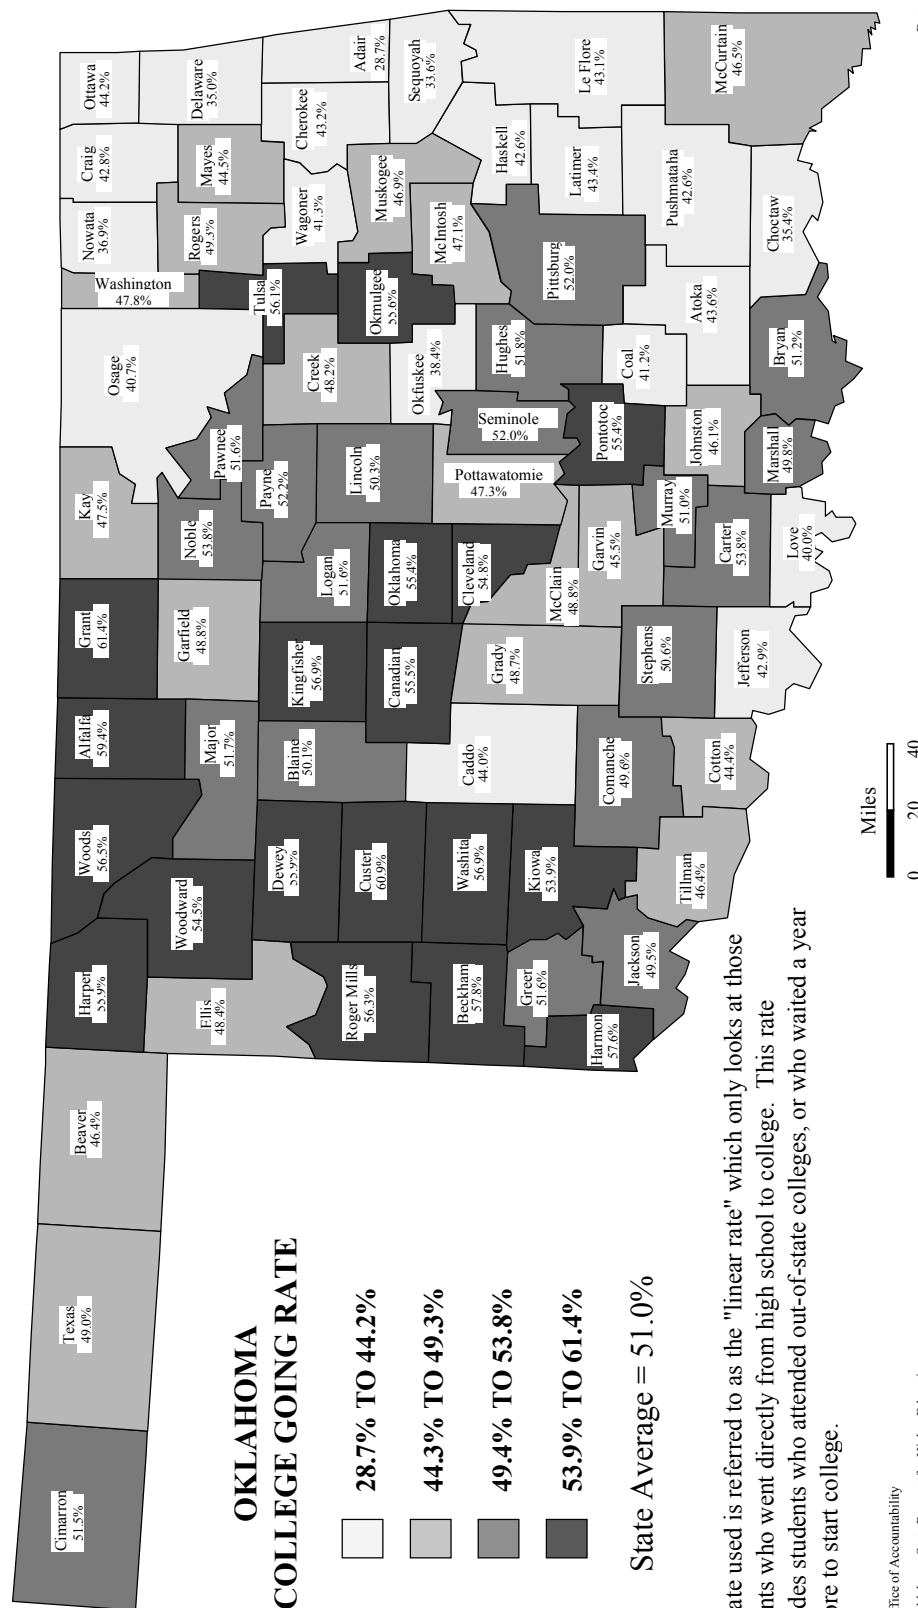 Cimarron
51.5%
Texas
49.0%
Beaver
46.4%
Harper
55.9%
Woods
56.5%
Alfalfa
59.4%
Grant
61.4%
Kay
47.5%
Osage
40.7%
Washington
47.8%
Nowata
36.9%
Craig
42.8%
Ottawa
44.2%
Ellis
48.4%
Woodward
54.5%
Major
51.7%
Garfield
48.8%
Noble
53.8%
Pawnee
51.6%
Rogers
49.3%
Mayes
44.5%
Delaware
35.0%
Roger Mills
56.3%
Dewey
55.9%
Blaine
50.1%
Kingfisher
56.9%
Logan
51.6%
Payne
52.2%
Creek
48.2%
Tulsa
56.1%
Wagoner
41.3%
Cherokee
43.2%
Adair
28.7%
Custer
60.9%
Canadian
55.5%
Oklahoma
55.4%
Lincoln
50.3%
Okfuskee
38.4%
Okmulgee
55.6%
Muskogee
46.9%
Sequoyah
33.6%
Beckham
57.8%
Washita
56.9%
Caddo
44.0%
Grady
48.7%
Cleveland
54.8%
Pottawatomie
47.3%
Seminole
52.0%
Hughes
51.8%
McIntosh
47.1%
Haskell
42.6%
Greer
51.6%
Kiowa
53.9%
McClain
48.8%
Garvin
45.5%
Pontotoc
55.4%
Coal
41.2%
Pittsburg
52.0%
Latimer
43.4%
Le Flore
43.1%
Harmon
57.6%
Jackson
49.5%
Tillman
46.4%
Comanche
49.6%
Cotton
44.4%
Stephens
50.6%
Jefferson
42.9%
Murray
51.0%
Carter
53.8%
Love
40.0%
Johnston
46.1%
Marshall
49.8%
Atoka
43.6%
Bryan
51.2%
Pushmataha
42.6%
Choctaw
35.4%
McCurtain
46.5%
OKLAHOMA
COLLEGE GOING RATE
28.7% TO 44.2%
44.3% TO 49.3%
49.4% TO 53.8%
53.9% TO 61.4%
State Average = 51.0%
used is referred to as the "linear rate" which only looks at those
who went directly from high school to college. This rate
students who attended out-of-state colleges, or who waited a year
to start college.
Miles
0 20 40
of Accountability